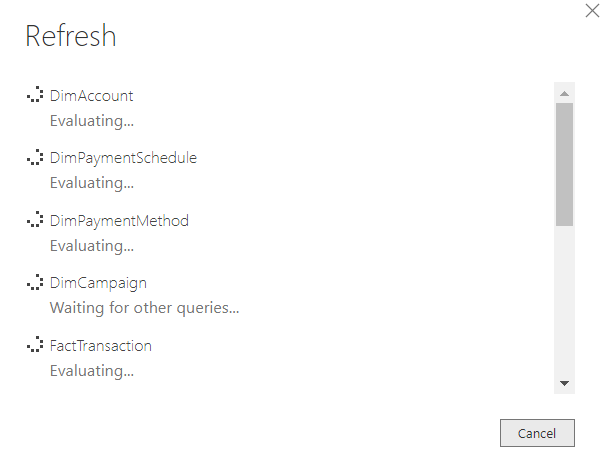 Refresh
DimAccount
Evaluating...
DimPaymentSchedule
Evaluating...
DimPaymentMethod
Evaluating...
DimCampaign
Waiting for other queries...
FactTransaction
Evaluating...
Cancel